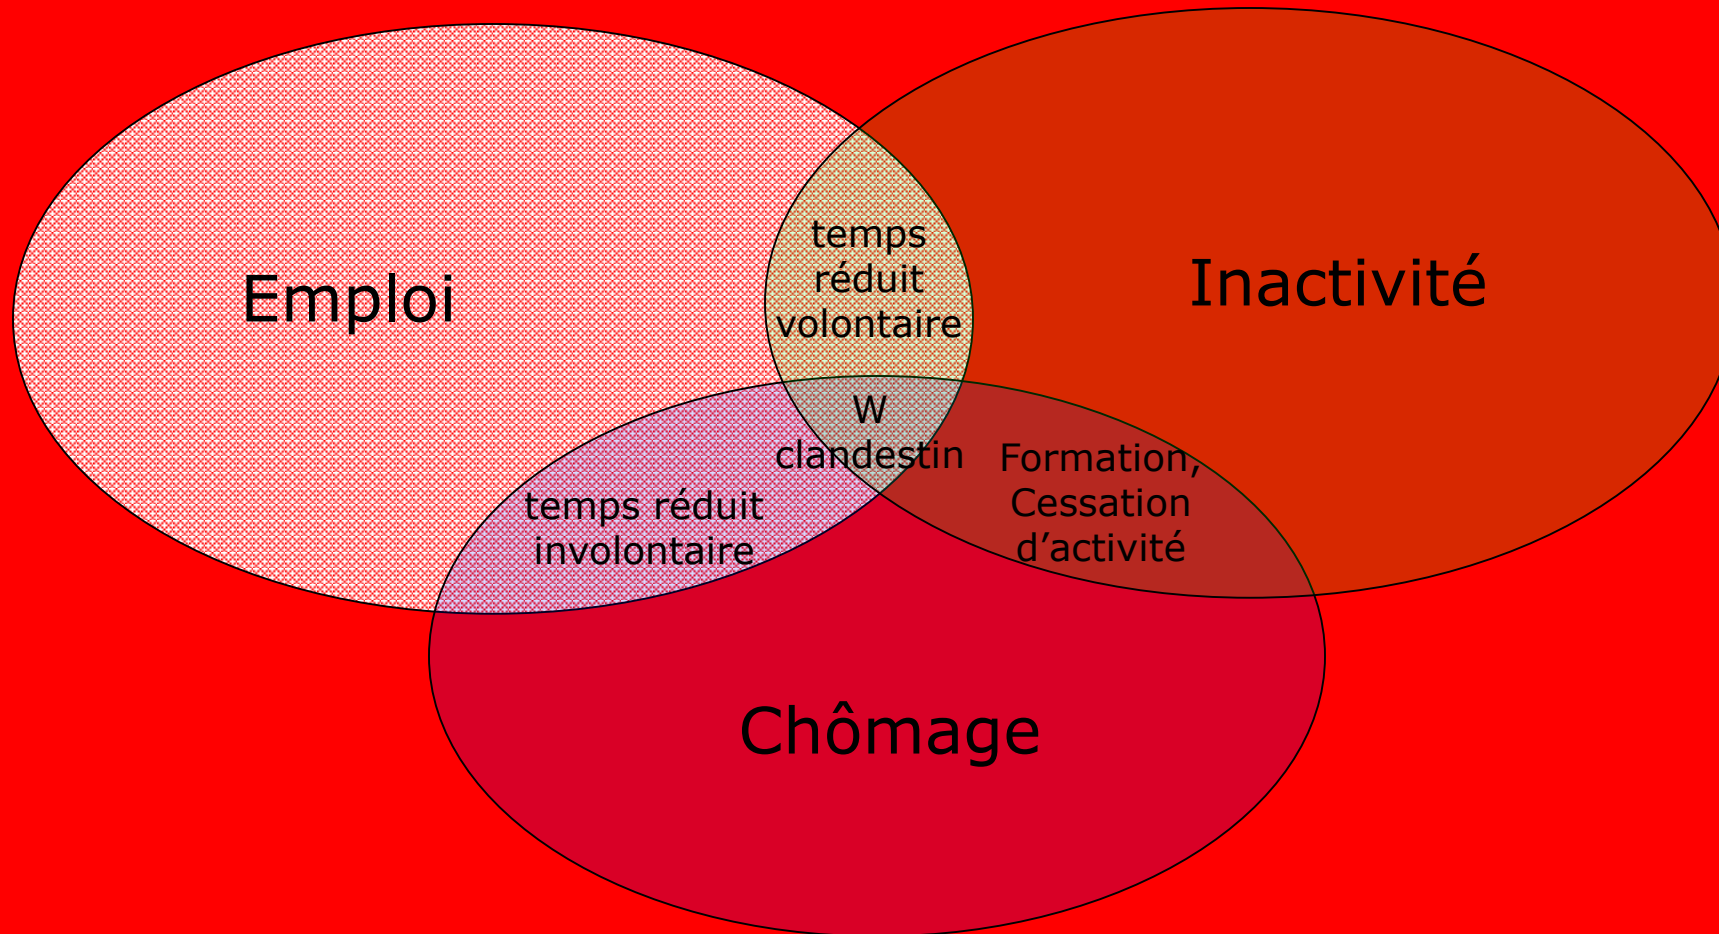 Emploi
temps
réduit
volontaire
Inactivité
W
clandestin
temps réduit
involontaire
Formation,
Cessation
d’activité
Chômage